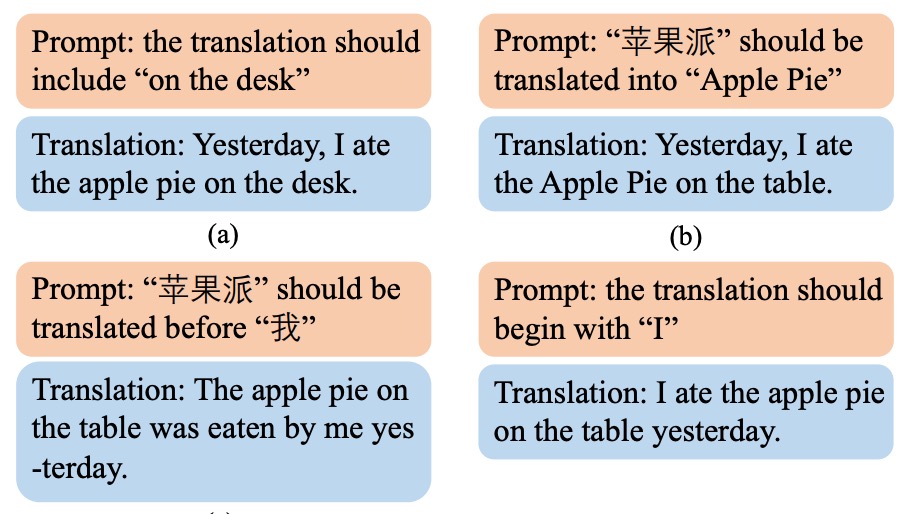 Prompt: the translation should
include “on the desk”
Translation: Yesterday, I ate
the apple pie on the desk.
(a)
Prompt: “苹果派” should be
translated into “Apple Pie”
Translation: Yesterday, I ate
the Apple Pie on the table.
(b)
Prompt: “苹果派” should be
translated before “我”
Translation: The apple pie on
the table was eaten by me yes
-terday.
Prompt: the translation should
begin with “I”
Translation: I ate the apple pie
on the table yesterday.